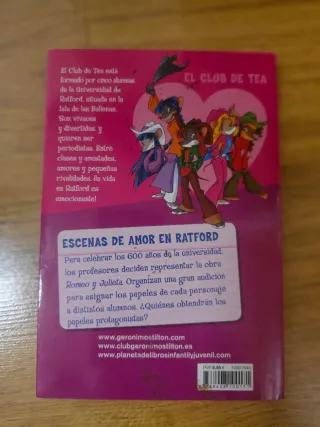 El Club de Tea está
formado por cinco alumnas
de la universidad de
Ratford, situada en la
Isla de las Ballenas.
Son vivaces
y divertidas, y
quieren ser
periodistas. Entre
clases y amistades,
amores y pequeñas
rivalidades, ¡la vida
en Ratford es
emocionante!
EL CLUB DE TEA
ESCENAS DE AMOR EN RATFORD
Para celebrar los 600 años de la universidad,
los profesores deciden representar la obra
Romeo y Julieta. Organizan una gran audición
para asignar los papeles de cada personaje
a distintos alumnos. ¿Quiénes obtendrán los
papeles protagonistas?
www.geronimostilton.com
www.clubgeronimostilton.es
www.planetadelibrosinfantilyjuvenil.com